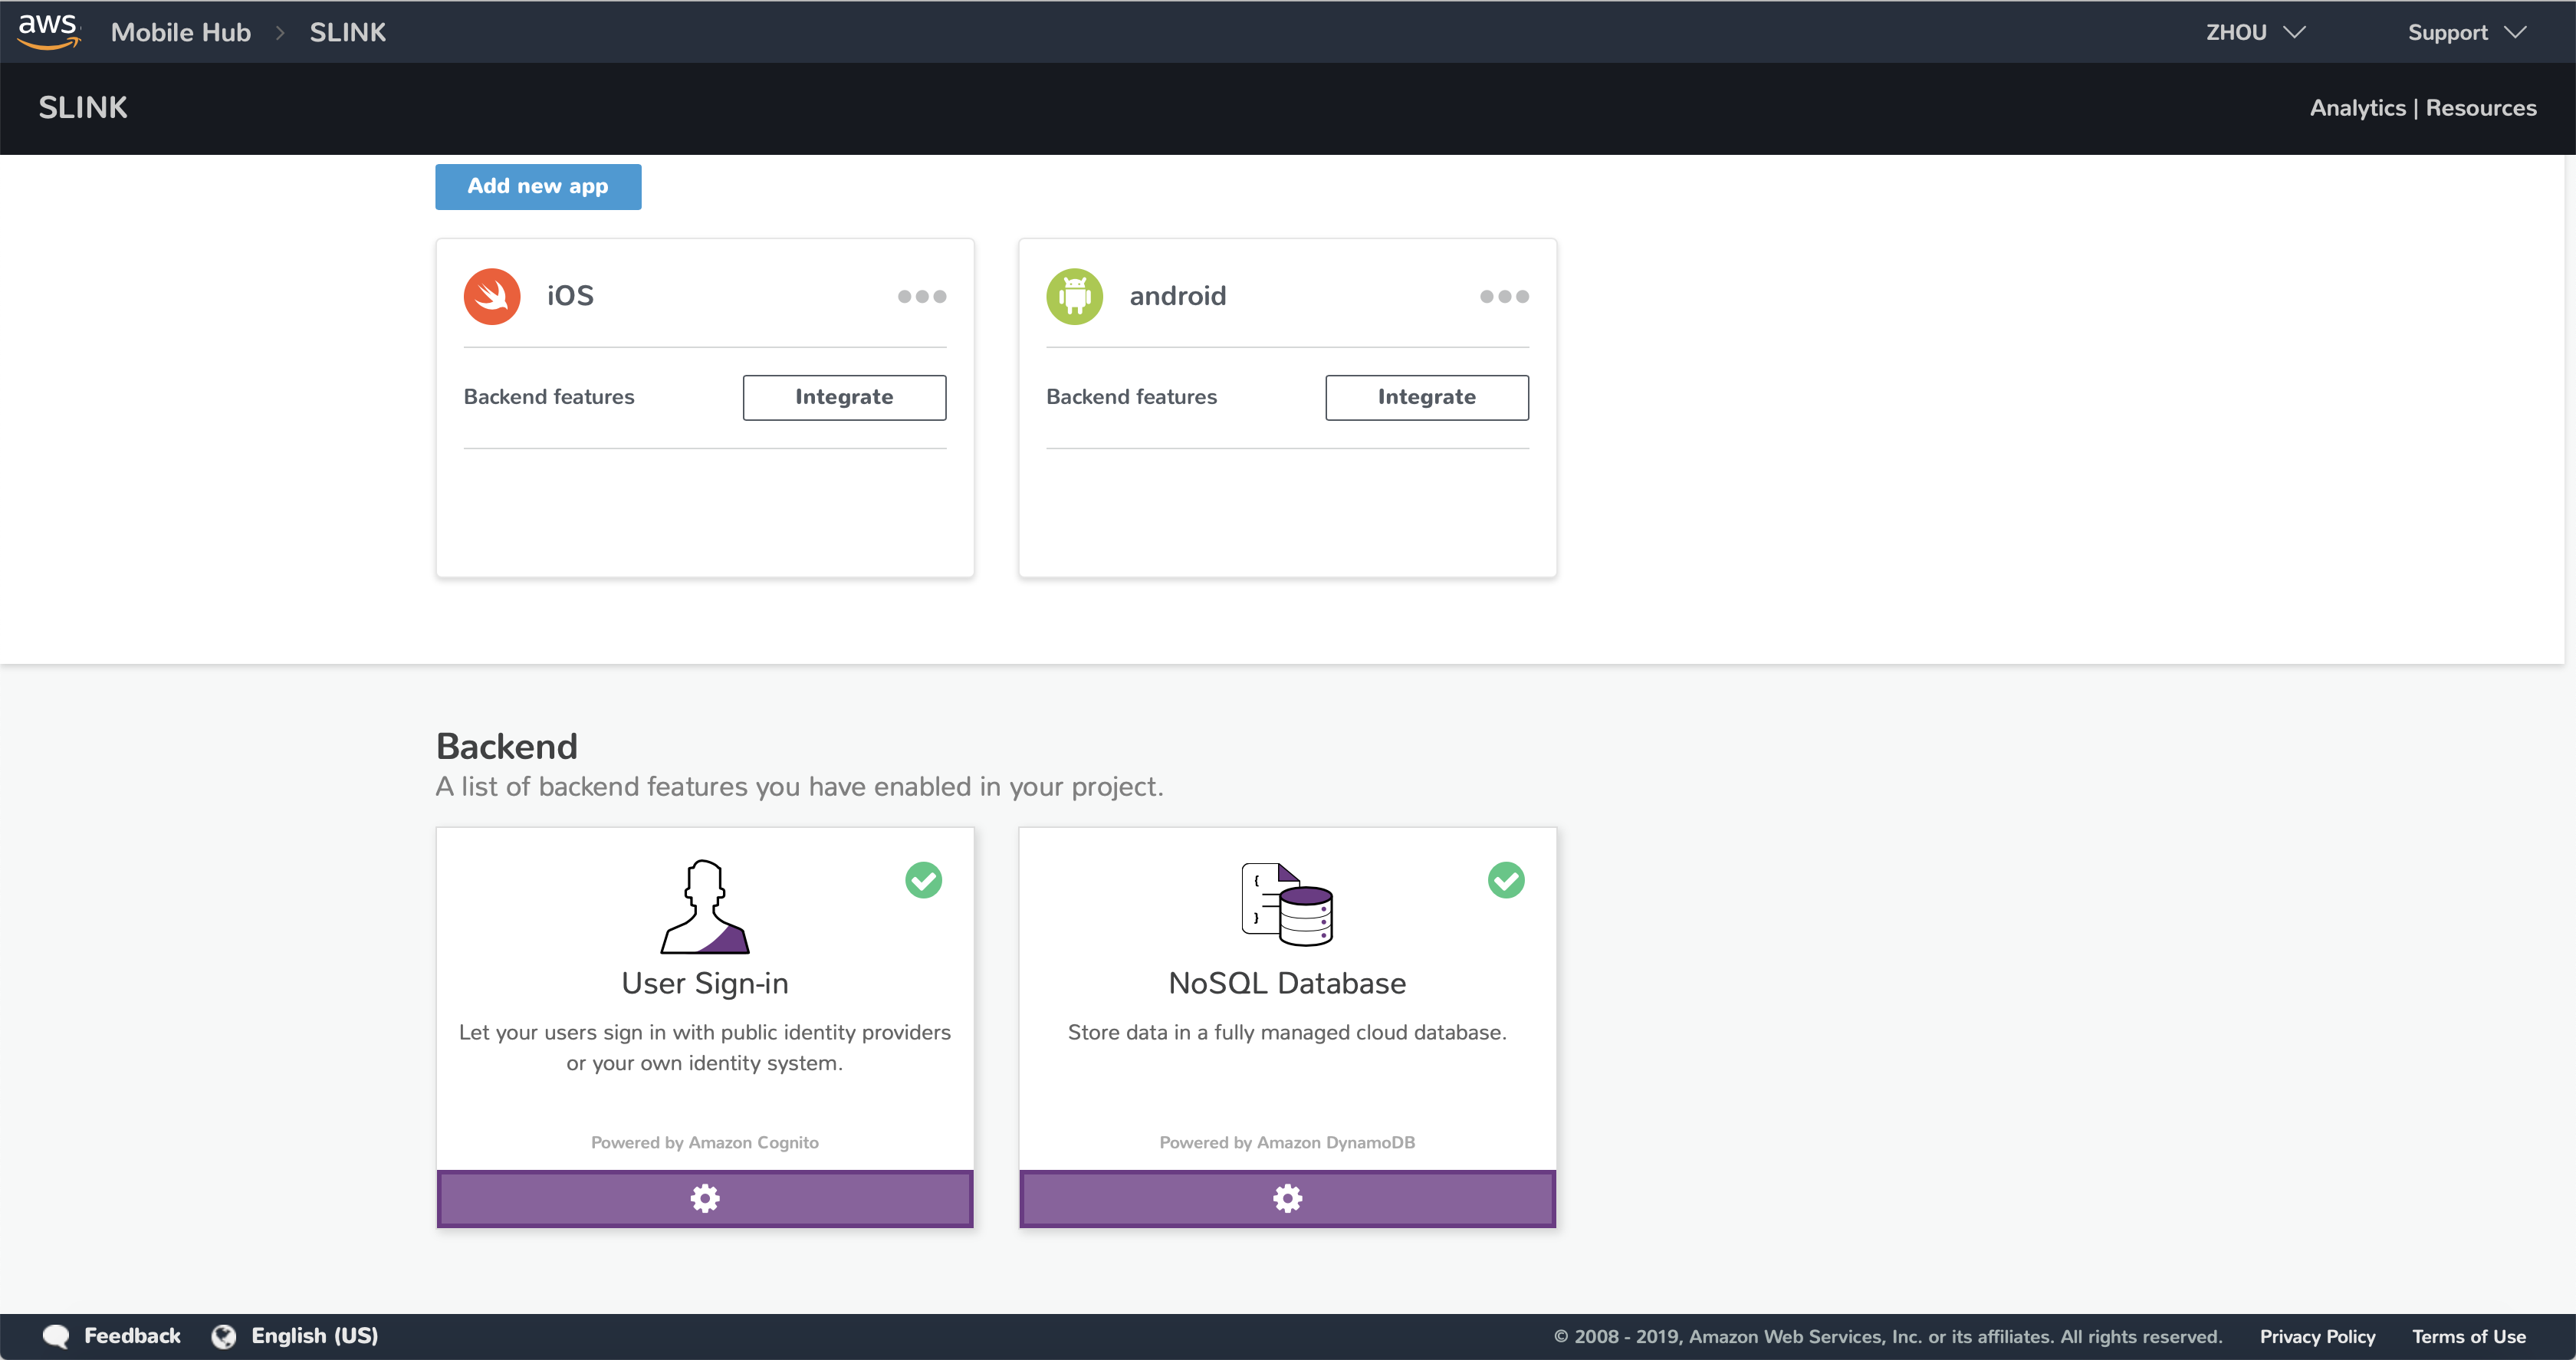 aws Mobile Hub > SLINK ZHOU Support
SLINK Analytics | Resources
Add new app
iOS
Backend features Integrate
android
Backend features Integrate
Backend
A list of backend features you have enabled in your project.
User Sign-in
Let your users sign in with public identity providers
or your own identity system.
Powered by Amazon Cognito
{
}
NoSQL Database
Store data in a fully managed cloud database.
Powered by Amazon DynamoDB
Feedback English (US) © 2008 - 2019, Amazon Web Services, Inc. or its affiliates. All rights reserved. Privacy Policy Terms of Use